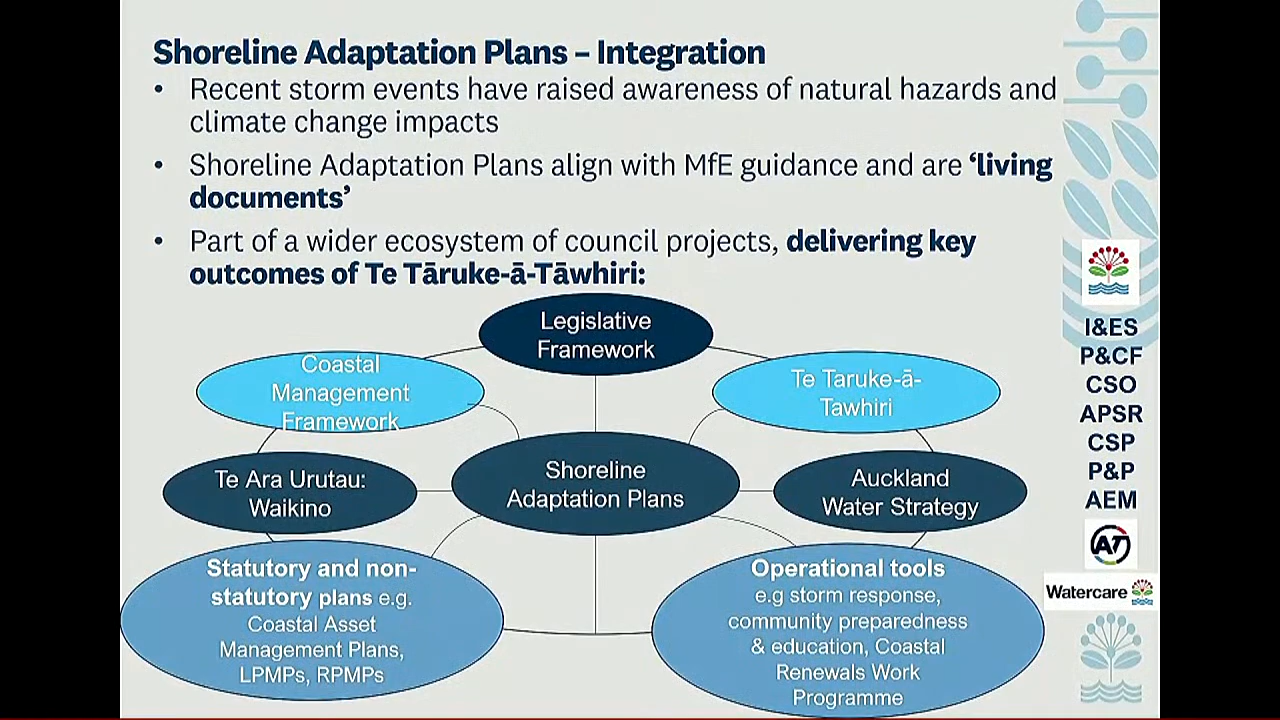 Shoreline Adaptation Plans – Integration
• Recent storm events have raised awareness of natural hazards and
climate change impacts
• Shoreline Adaptation Plans align with MfE guidance and are ‘living
documents’
• Part of a wider ecosystem of council projects, delivering key
outcomes of Te Tāruke-ā-Tāwhiri:
Legislative
Framework
Coastal
Management
Framework
Te Taruke-ā-
Tawhiri
Te Ara Urutau:
Waikino
Shoreline
Adaptation Plans
Auckland
Water Strategy
Statutory and non-
statutory plans e.g.
Coastal Asset
Management Plans,
LPMPs, RPMPs
Operational tools
e.g storm response,
community preparedness
& education, Coastal
Renewals Work
Programme
I&ES
P&CF
CSO
APSR
CSP
P&P
AEM
AT
Watercare